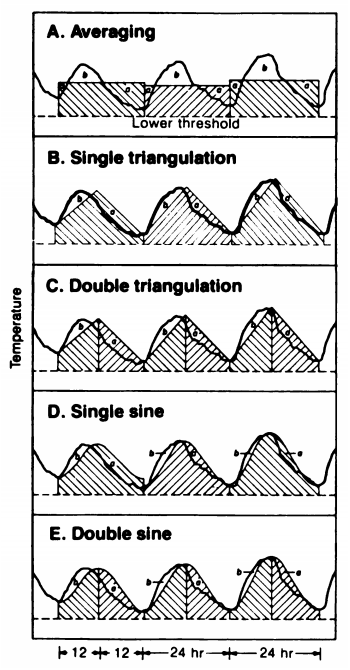 A. Averaging
b b b
a a a a a
Lower threshold
B. Single triangulation
b a b b a
C. Double triangulation
b a b a b a
Temperature
D. Single sine
b a b a b a
E. Double sine
b a b a b a
12 12 24 hr 24 hr